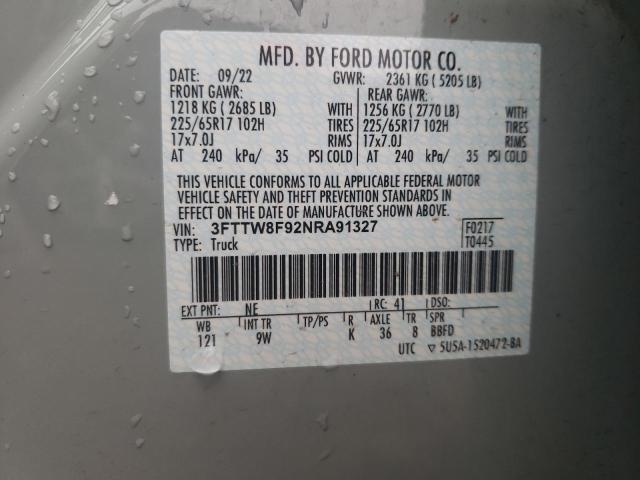 MFD. BY FORD MOTOR CO.
DATE: 09/22 GVWR: 2361 KG ( 5205 LB)
FRONT GAWR: REAR GAWR:
1218 KG ( 2685 LB) WITH 1256 KG ( 2770 LB) WITH
225/65R17 102H TIRES 225/65R17 102H TIRES
17x7.0J RIMS 17x7.0J RIMS
AT 240 kPa/ 35 PSI COLD AT 240 kPa/ 35 PSI COLD
THIS VEHICLE CONFORMS TO ALL APPLICABLE FEDERAL MOTOR
VEHICLE SAFETY AND THEFT PREVENTION STANDARDS IN
EFFECT ON THE DATE OF MANUFACTURE SHOWN ABOVE.
VIN: 3FTTW8F92NRA91327 F0217
TYPE: Truck T0445
EXT PNT: NE RC: 41 DSO:
WB INT TR TP/PS R AXLE TR SPR
121 9W K 36 8 BBFD
UTC ▽ 5U5A-1520472-BA